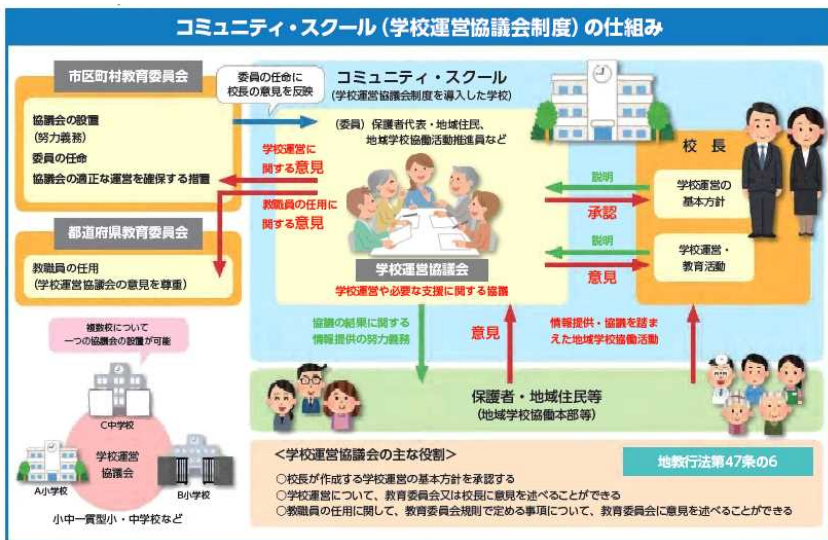 コミュニティ・スクール（学校運営協議会制度）の仕組み
市区町村教育委員会
協議会の設置
（努力義務）
委員の任命
協議会の適正な運営を確保する措置
委員の任命に
校長の意見を反映
コミュニティ・スクール
（学校運営協議会制度を導入した学校）
（委員）保護者代表・地域住民、
地域学校協働活動推進員など
学校運営に
関する意見
教職員の任用に
関する意見
都道府県教育委員会
教職員の任用
（学校運営協議会の意見を尊重）
学校運営協議会
学校運営や必要な支援に関する協議
校長
説明
承認
学校運営の
基本方針
説明
意見
学校運営・
教育活動
協議の結果に関する
情報提供の努力義務
意見
情報提供・協議を踏ま
えた地域学校協働活動
保護者・地域住民等
（地域学校協働本部等）
複数校について
一つの協議会の設置が可能
C中学校
学校運営
協議会
A小学校
B小学校
小中一貫型小・中学校など
＜学校運営協議会の主な役割＞
地教行法第47条の6
○校長が作成する学校運営の基本方針を承認する
○学校運営について、教育委員会又は校長に意見を述べることができる
○教職員の任用に関して、教育委員会規則で定める事項について、教育委員会に意見を述べることができる